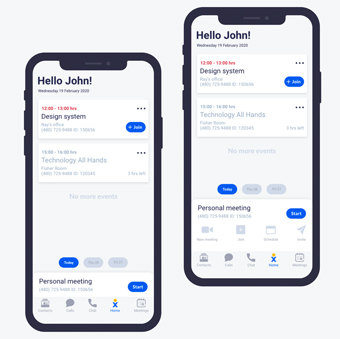 Hello John!
Wednesday 19 February 2020
12:00 - 13:00 hrs
Design system
Ray's office
(480) 725-9488 ID: 150656
+ Join
15:00 - 16:00 hrs
Technology All Hands
Fisher Room
(480) 725-9488 ID: 120345
3 hrs left
No more events
Today
Thu 20
Fri 21
Personal meeting
(480) 725-9488 ID: 150656
Start
Contacts
Calls
Chat
Home
Meetings
Hello John!
Wednesday 19 February 2020
12:00 - 13:00 hrs
Design system
Ray's office
(480) 725-9488 ID: 150656
+ Join
15:00 - 16:00 hrs
Technology All Hands
Fisher Room
(480) 725-9488 ID: 120345
3 hrs left
No more events
Today
Thu 20
Fri 21
Personal meeting
(480) 725-9488 ID: 150656
Start
New meeting
Join
Schedule
Invite
Contacts
Calls
Chat
Home
Meetings